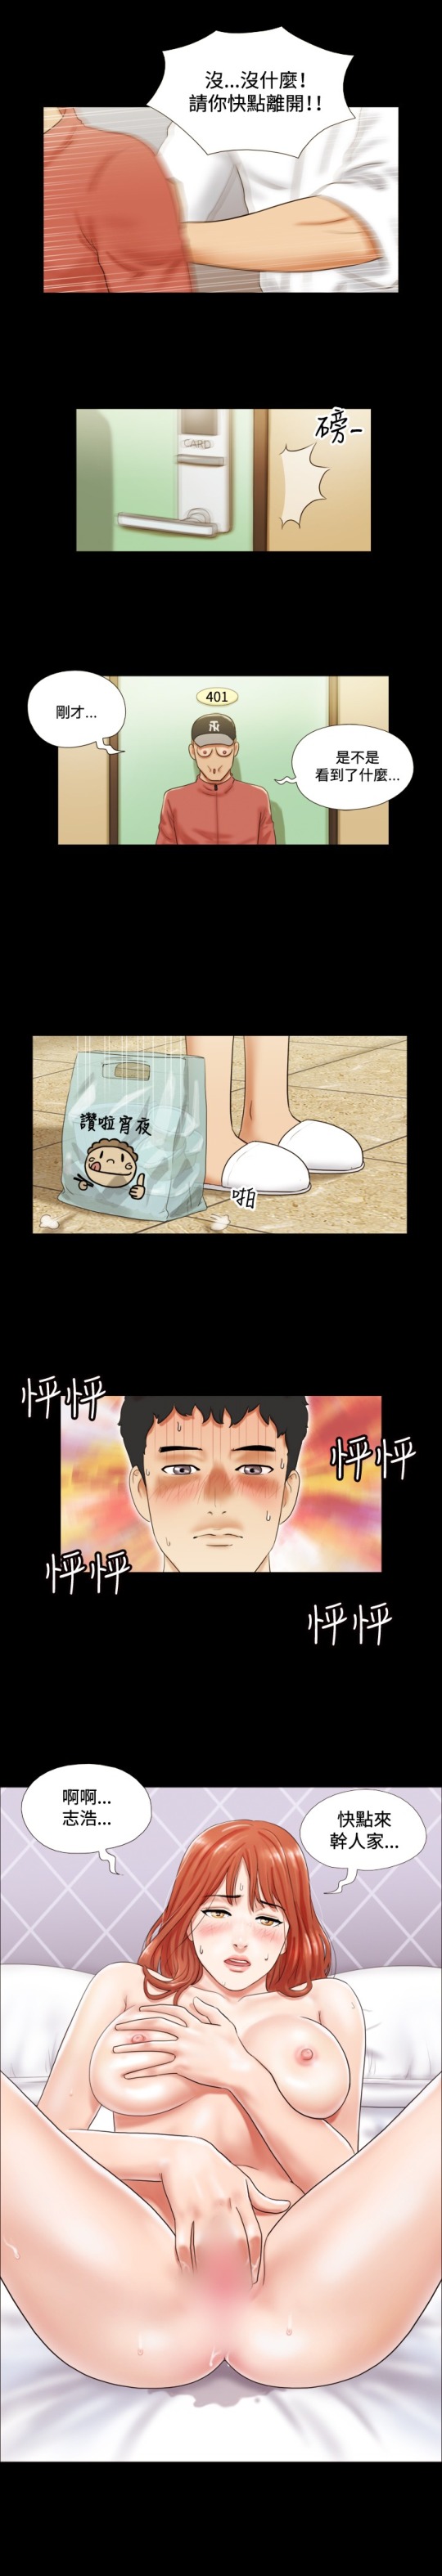 沒...沒什麼！
請你快點離開！！
CARD
磅-
401
剛才...
是不是
看到了什麼...
讚啦宵夜
啪
怦怦
怦怦
怦怦
怦怦
啊啊...
志浩...
快點來
幹人家...